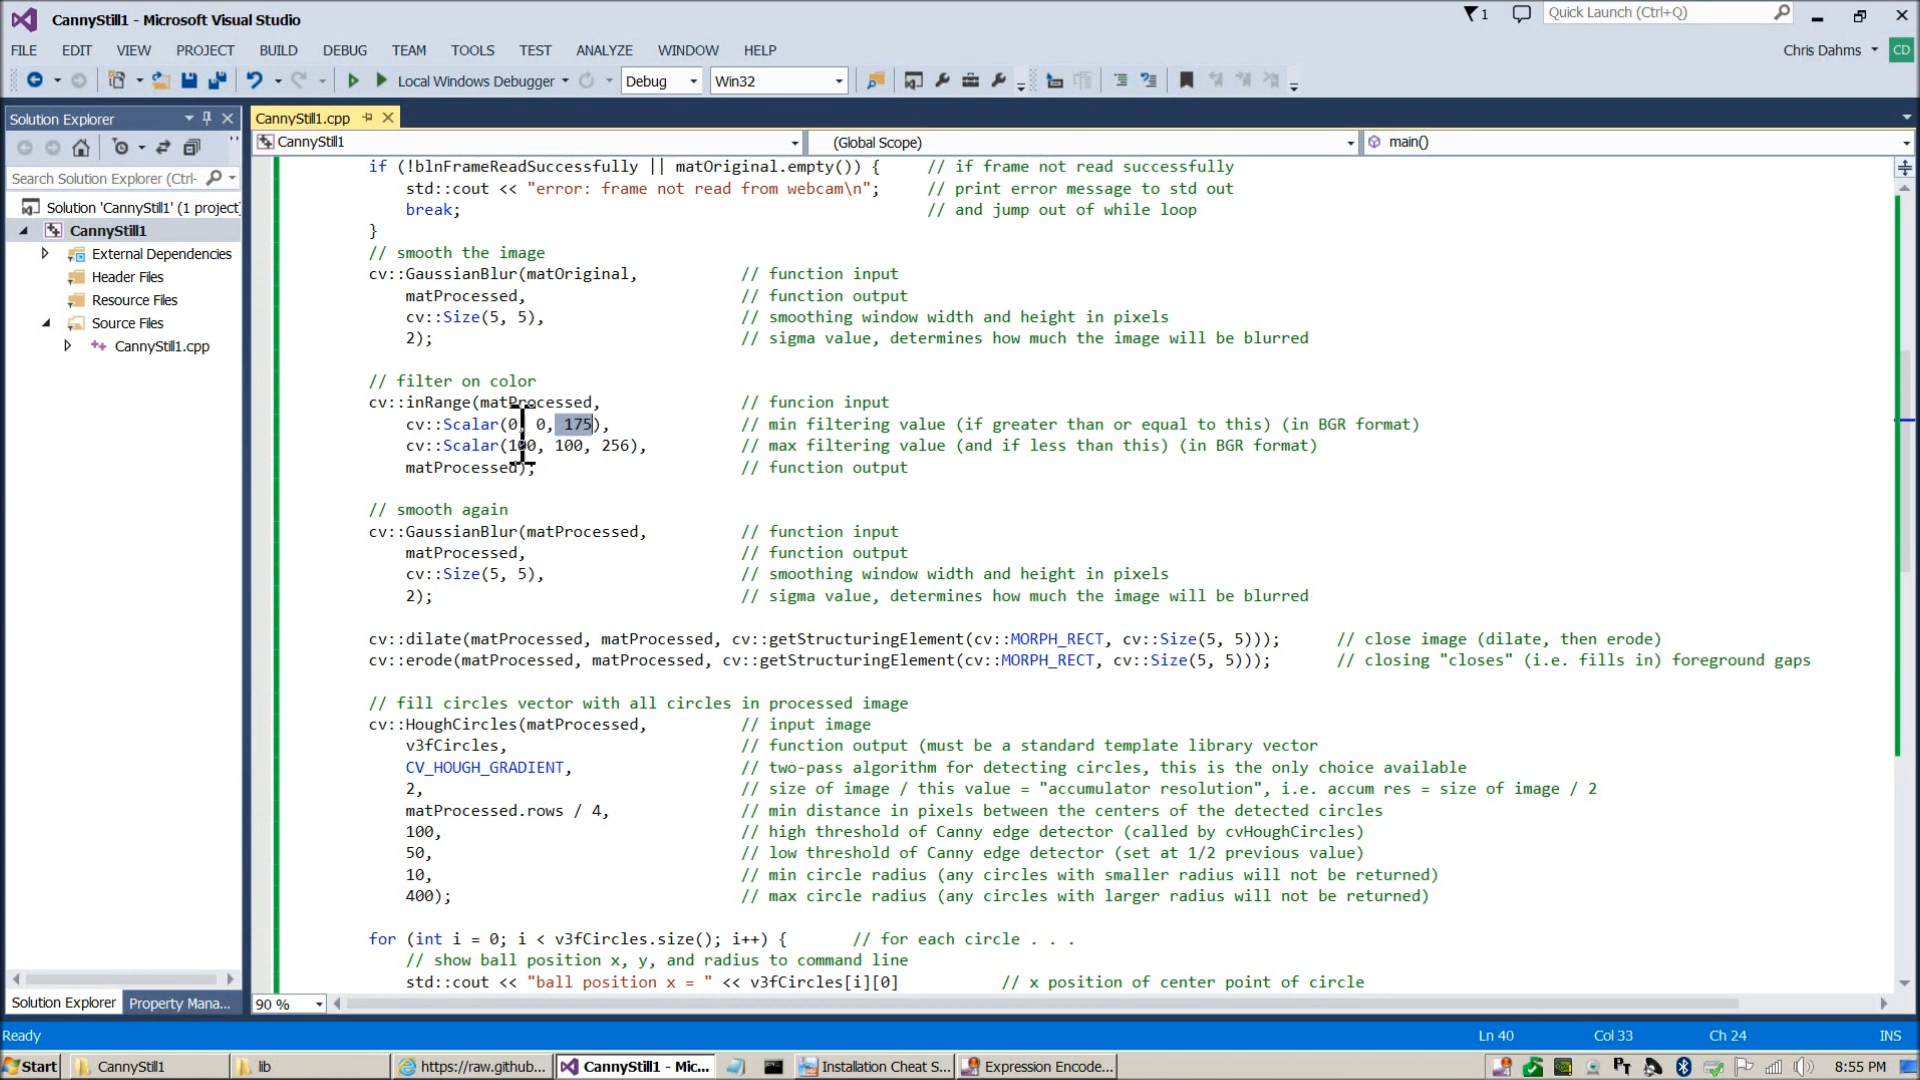 CannyStill1 - Microsoft Visual Studio
1
Quick Launch (Ctrl+Q)
FILE EDIT VIEW PROJECT BUILD DEBUG TEAM TOOLS TEST ANALYZE WINDOW HELP
Chris Dahms CD
Local Windows Debugger Debug Win32
Solution Explorer
Search Solution Explorer (Ctrl-
Solution 'CannyStill1' (1 project
CannyStill1
External Dependencies
Header Files
Resource Files
Source Files
CannyStill1.cpp
CannyStill1.cpp
CannyStill1 (Global Scope) main()
if (!blnFrameReadSuccessfully || matOriginal.empty()) { // if frame not read successfully
std::cout << "error: frame not read from webcam\n"; // print error message to std out
break; // and jump out of while loop
}
// smooth the image
cv::GaussianBlur(matOriginal, // function input
matProcessed, // function output
cv::Size(5, 5), // smoothing window width and height in pixels
2); // sigma value, determines how much the image will be blurred
// filter on color
cv::inRange(matProcessed, // funcion input
cv::Scalar(0, 0, 175), // min filtering value (if greater than or equal to this) (in BGR format)
cv::Scalar(100, 100, 256), // max filtering value (and if less than this) (in BGR format)
matProcessed); // function output
// smooth again
cv::GaussianBlur(matProcessed, // function input
matProcessed, // function output
cv::Size(5, 5), // smoothing window width and height in pixels
2); // sigma value, determines how much the image will be blurred
cv::dilate(matProcessed, matProcessed, cv::getStructuringElement(cv::MORPH_RECT, cv::Size(5, 5))); // close image (dilate, then erode)
cv::erode(matProcessed, matProcessed, cv::getStructuringElement(cv::MORPH_RECT, cv::Size(5, 5))); // closing "closes" (i.e. fills in) foreground gaps
// fill circles vector with all circles in processed image
cv::HoughCircles(matProcessed, // input image
v3fCircles, // function output (must be a standard template library vector
CV_HOUGH_GRADIENT, // two-pass algorithm for detecting circles, this is the only choice available
2, // size of image / this value = "accumulator resolution", i.e. accum res = size of image / 2
matProcessed.rows / 4, // min distance in pixels between the centers of the detected circles
100, // high threshold of Canny edge detector (called by cvHoughCircles)
50, // low threshold of Canny edge detector (set at 1/2 previous value)
10, // min circle radius (any circles with smaller radius will not be returned)
400); // max circle radius (any circles with larger radius will not be returned)
for (int i = 0; i < v3fCircles.size(); i++) { // for each circle . . .
// show ball position x, y, and radius to command line
std::cout << "ball position x = " << v3fCircles[i][0] // x position of center point of circle
Solution Explorer Property Mana...
90 %
Ready Ln 40 Col 33 Ch 24 INS
Start CannyStill1 lib https://raw.github... CannyStill1 - Mic... Installation Cheat S... Expression Encode... 8:55 PM